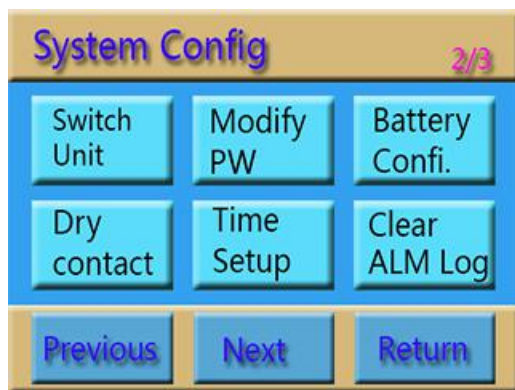 System Config
2/3
Switch
Unit
Modify
PW
Battery
Confi.
Dry
contact
Time
Setup
Clear
ALM Log
Previous
Next
Return